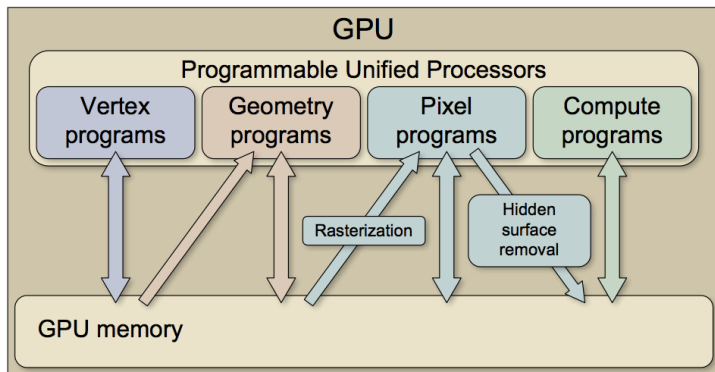 GPU
Programmable Unified Processors
Vertex
programs
Geometry
programs
Pixel
programs
Compute
programs
Rasterization
Hidden
surface
removal
GPU memory